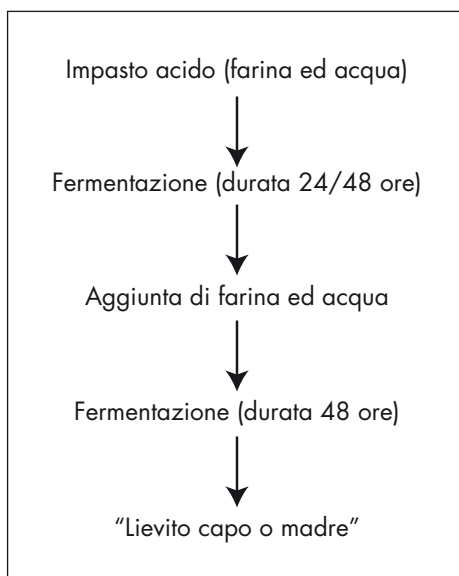 Impasto acido (farina ed acqua)
Fermentazione (durata 24/48 ore)
Aggiunta di farina ed acqua
Fermentazione (durata 48 ore)
“Lievito capo o madre”